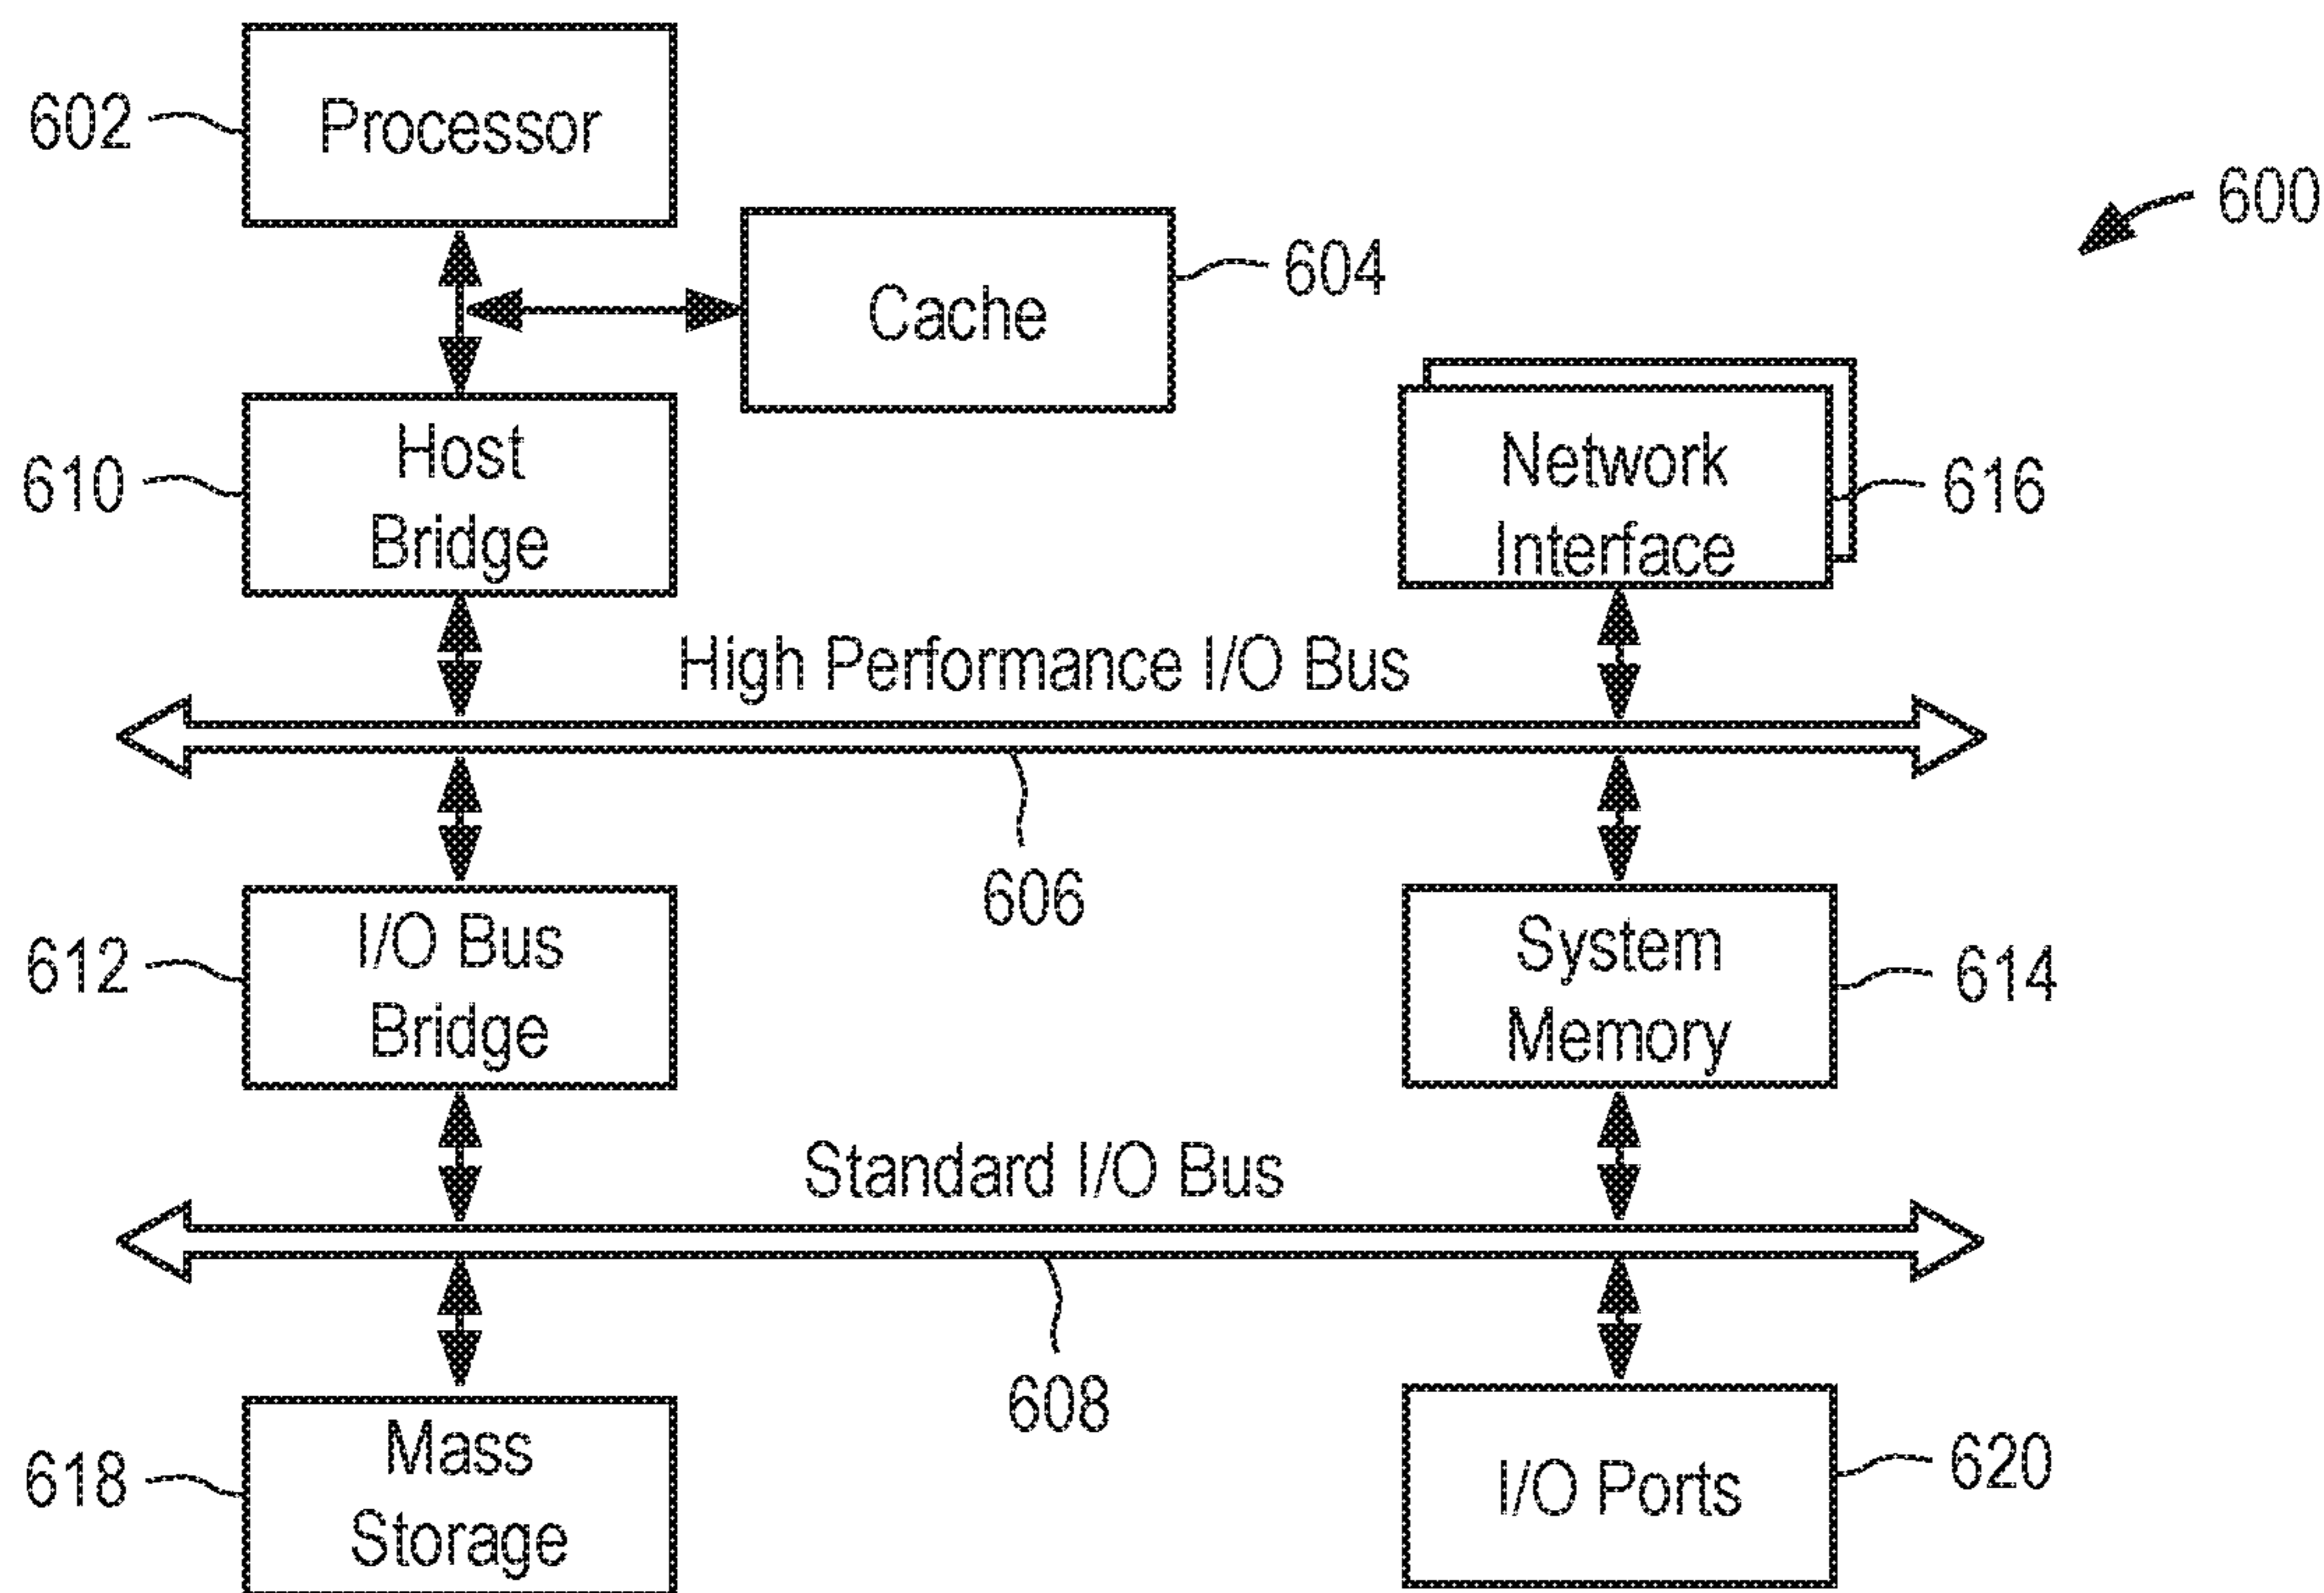 602
Processor
600
604
Cache
610
Host
Bridge
Network
Interface
616
High Performance I/O Bus
606
612
I/O Bus
Bridge
System
Memory
614
Standard I/O Bus
608
618
Mass
Storage
I/O Ports
620